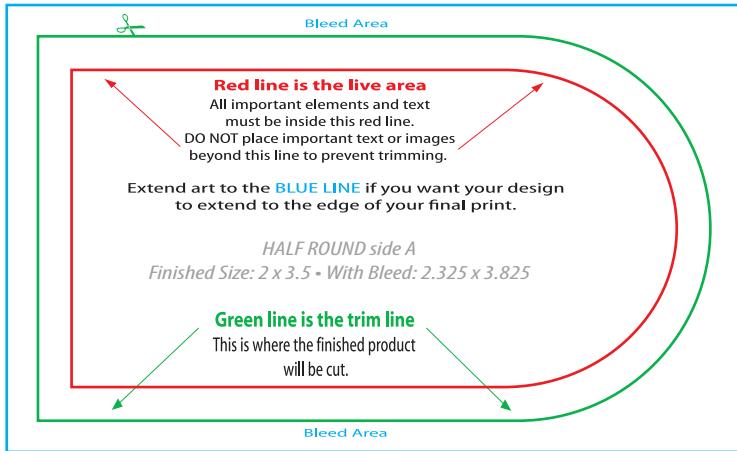 Bleed Area
Red line is the live area
All important elements and text
must be inside this red line.
DO NOT place important text or images
beyond this line to prevent trimming.
Extend art to the BLUE LINE if you want your design
to extend to the edge of your final print.
HALF ROUND side A
Finished Size: 2 x 3.5 • With Bleed: 2.325 x 3.825
Green line is the trim line
This is where the finished product
will be cut.
Bleed Area